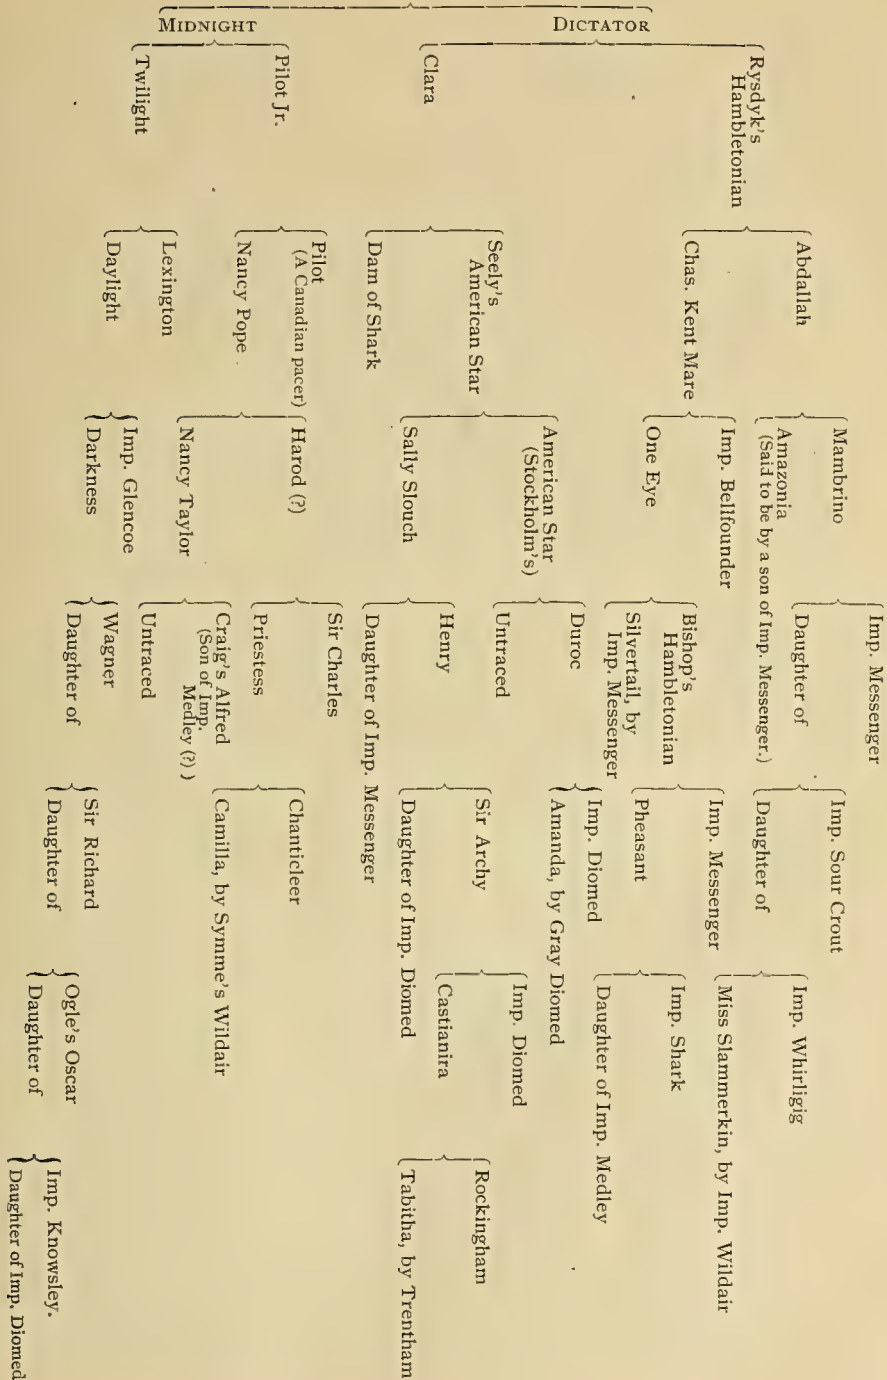 DICTATOR
MIDNIGHT
Rysdyk's
Hambletonian
Clara
Pilot Jr.
Twilight
Abdallah
Chas. Kent Mare
Seely's
American Star
Dam of Shark
Pilot
(A Canadian pacer)
Nancy Pope
Lexington
Daylight
Mambrino
Amazonia
(Said to be by a son of Imp. Messenger.)
Imp. Bellfounder
One Eye
American Star
(Stockholm's)
Sally Slouch
Harod (?)
Nancy Taylor
Imp. Glencoe
Darkness
Imp. Messenger
Daughter of
Bishop's
Hambletonian
Silvertail, by
Imp. Messenger
Duroc
Untraced
Henry
Daughter of Imp. Messenger
Sir Charles
Priestess
Craig's Alfred
(Son of Imp.
Medley (?) )
Untraced
Wagner
Daughter of
Imp. Sour Crout
Daughter of
Imp. Messenger
Pheasant
Imp. Diomed
Amanda, by Gray Diomed
Sir Archy
Daughter of Imp. Diomed
Chanticleer
Camilla, by Symme's Wildair
Sir Richard
Daughter of
Imp. Whirligig
Miss Slammerkin, by Imp. Wildair
Imp. Shark
Daughter of Imp. Medley
Imp. Diomed
Castianira
Ogle's Oscar
Daughter of
Rockingham
Tabitha, by Trentham
Imp. Knowsley.
Daughter of Imp. Diomed